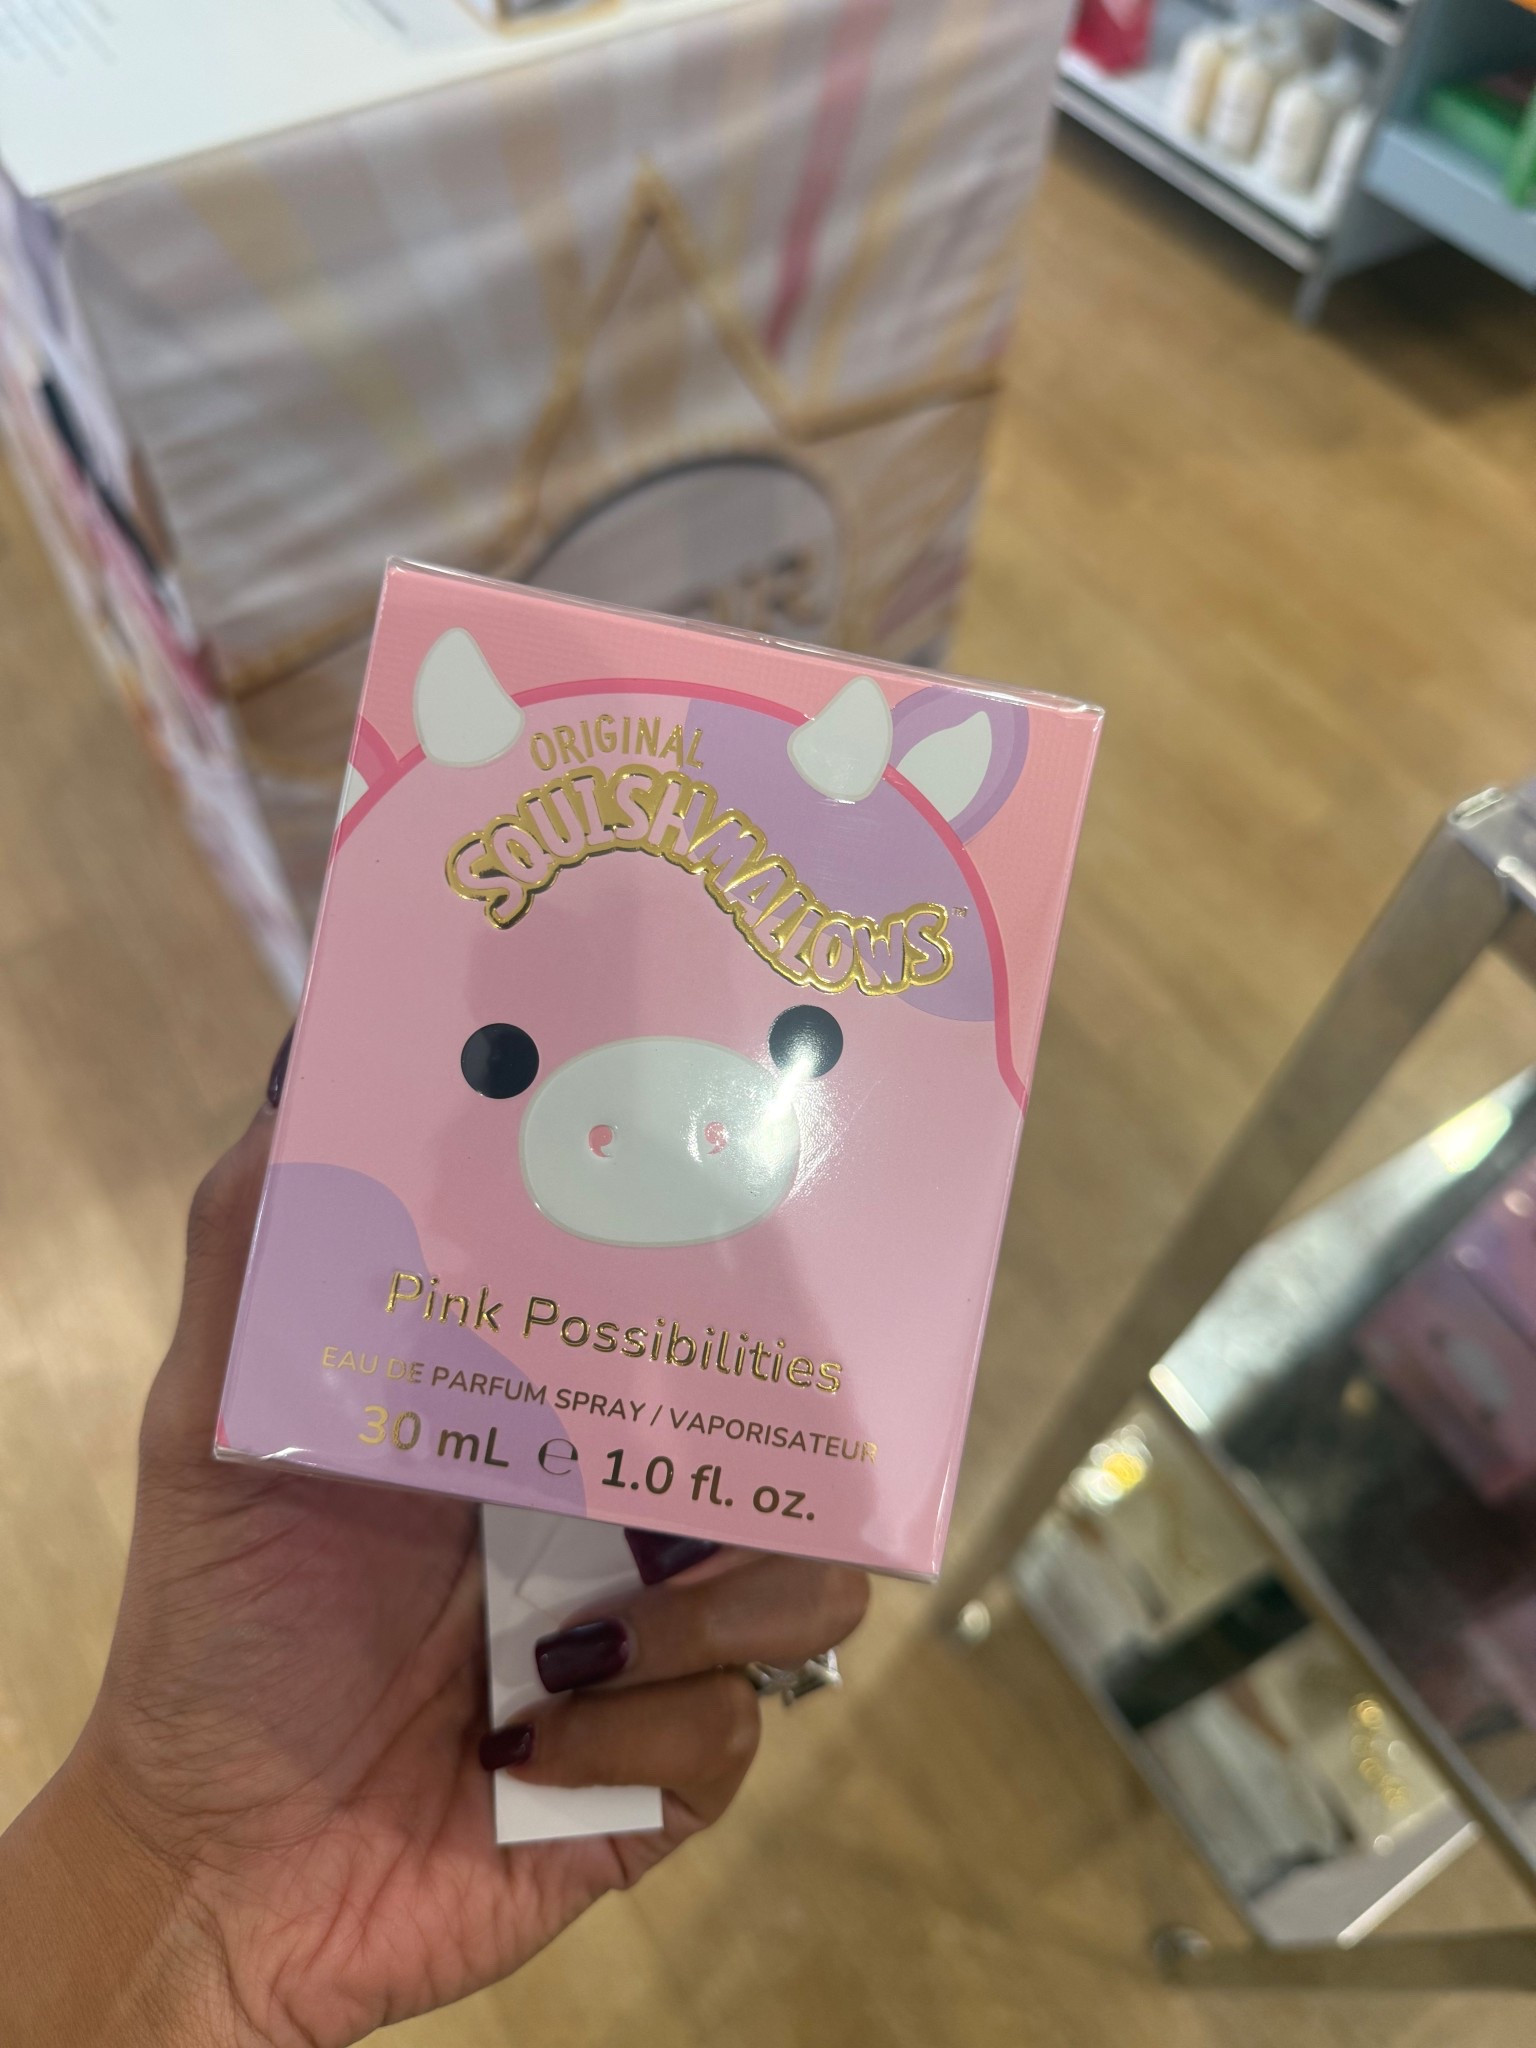 ORIGINAL
SQUISHMALLOWS™
Pink Possibilities
EAU DE PARFUM SPRAY / VAPORISATEUR
30 mL ℮ 1.0 fl. oz.